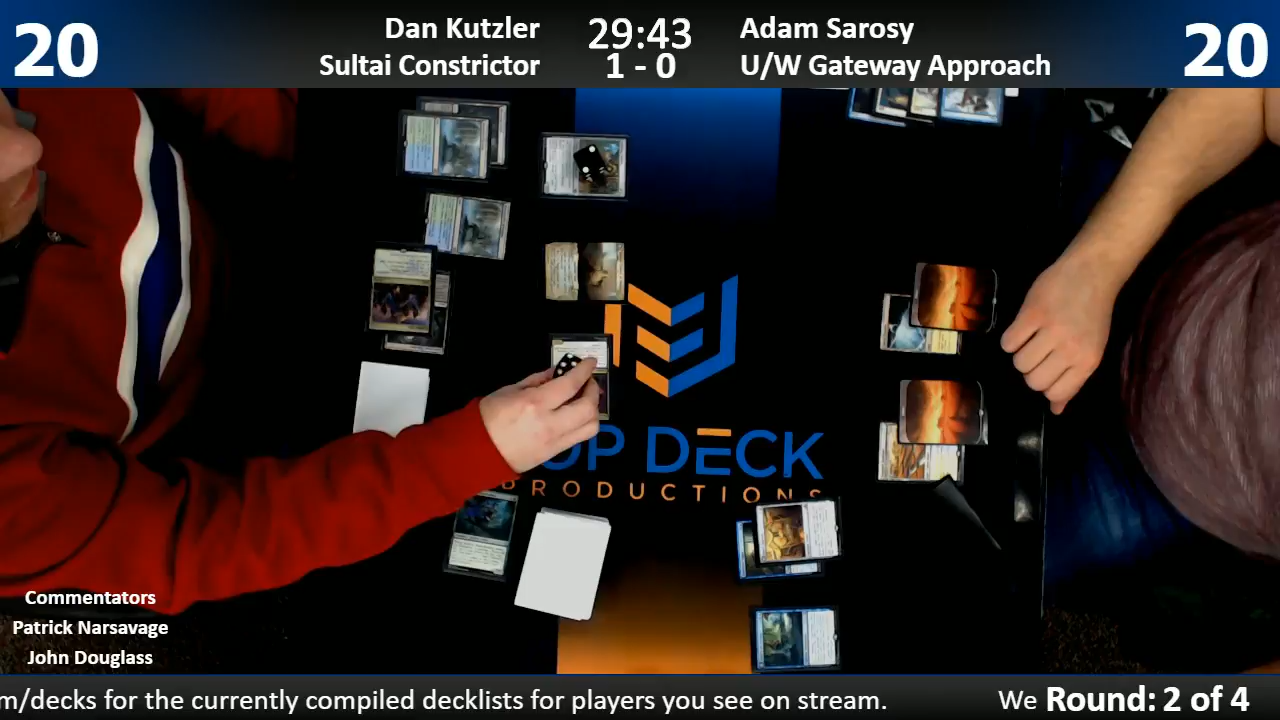 20
Dan Kutzler
Sultai Constrictor
29:43
1 - 0
Adam Sarosy
U/W Gateway Approach
20
OP DECK
PRODUCTIONS
Commentators
Patrick Narsavage
John Douglass
m/decks for the currently compiled decklists for players you see on stream.
We
Round: 2 of 4